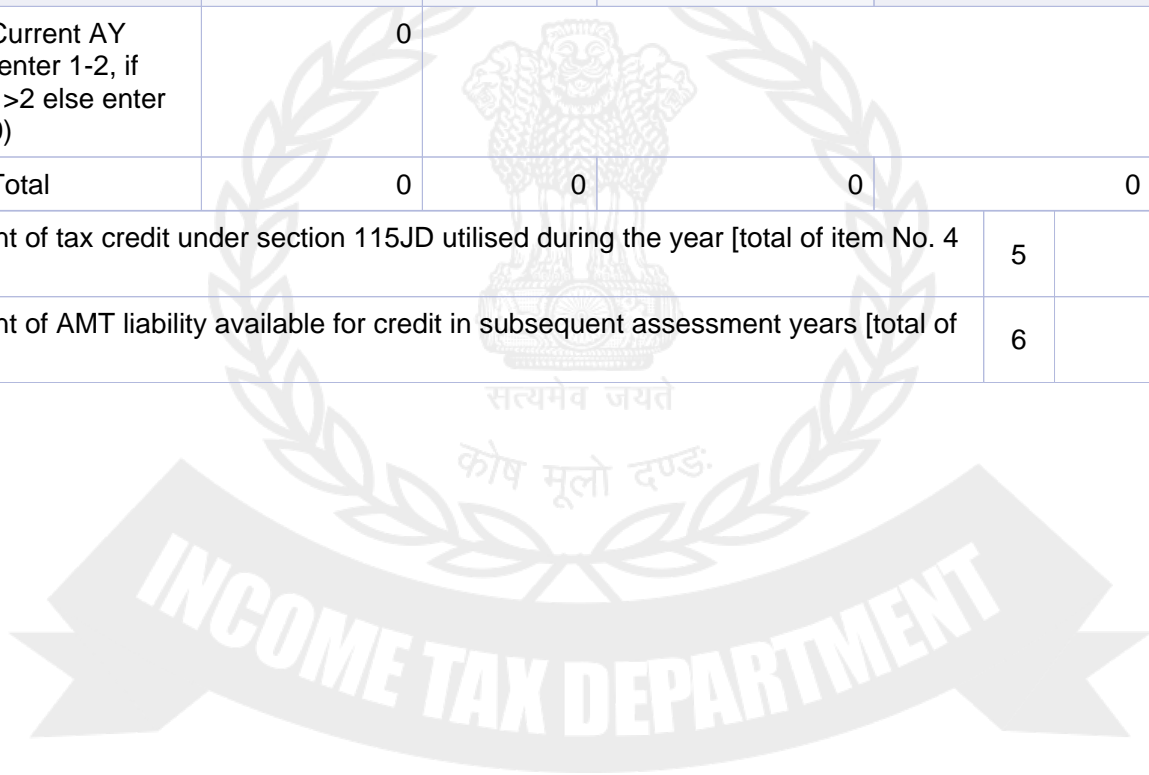 Current AY 0
enter 1-2, if
>2 else enter
0)
Total 0 0 0 0
nt of tax credit under section 115JD utilised during the year [total of item No. 4 5
nt of AMT liability available for credit in subsequent assessment years [total of 6
सत्यमेव जयते
कोष मूलो दण्डः
INCOME TAX DEPARTMENT